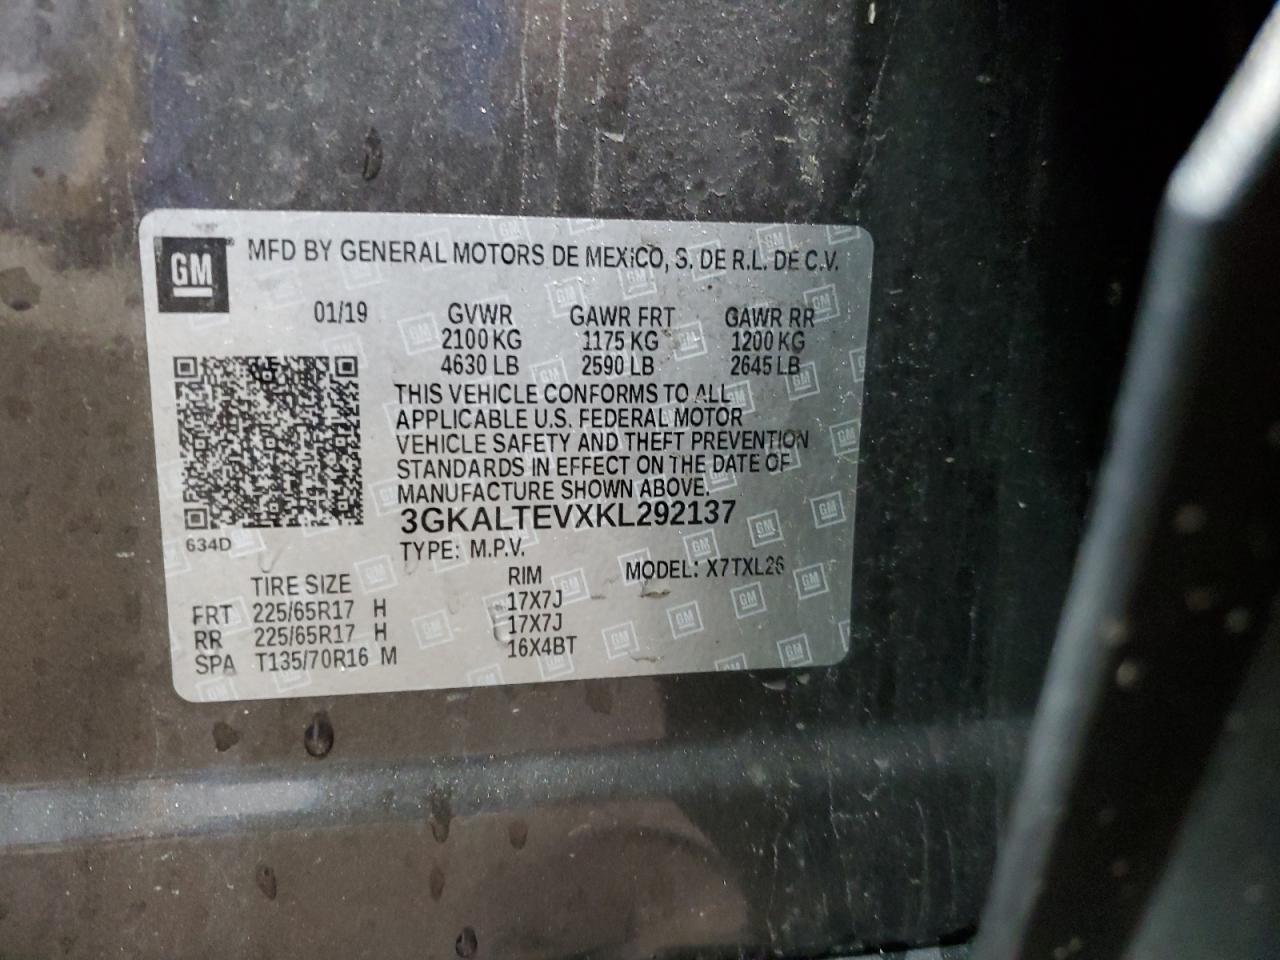 GM MFD BY GENERAL MOTORS DE MEXICO, S. DE R.L. DE C.V.
01/19 GVWR GAWR FRT GAWR RR
2100 KG 1175 KG 1200 KG
4630 LB 2590 LB 2645 LB
THIS VEHICLE CONFORMS TO ALL
APPLICABLE U.S. FEDERAL MOTOR
VEHICLE SAFETY AND THEFT PREVENTION
STANDARDS IN EFFECT ON THE DATE OF
MANUFACTURE SHOWN ABOVE.
3GKALTEVXKL292137
634D
TYPE: M.P.V.
MODEL: X7TXL26
TIRE SIZE RIM
FRT 225/65R17 H 17X7J
RR 225/65R17 H 17X7J
SPA T135/70R16 M 16X4BT